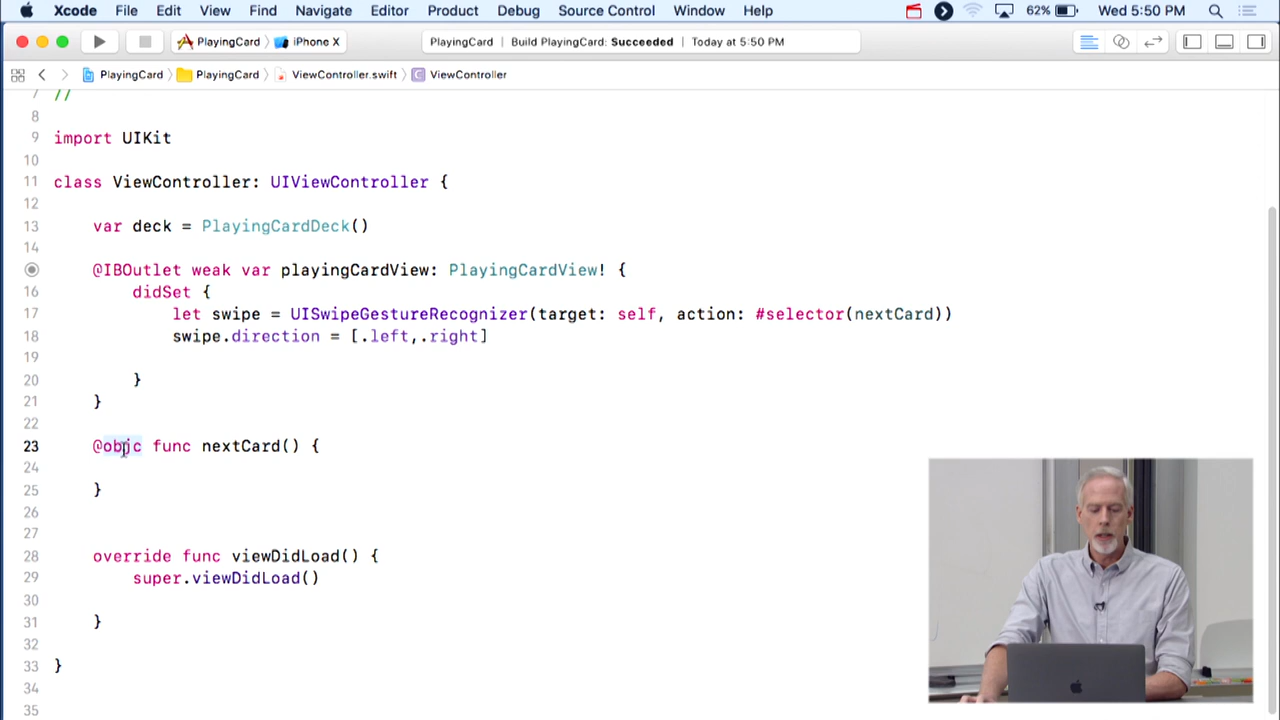 Xcode File Edit View Find Navigate Editor Product Debug Source Control Window Help 62% Wed 5:50 PM
PlayingCard iPhone X PlayingCard Build PlayingCard: Succeeded Today at 5:50 PM
PlayingCard PlayingCard ViewController.swift ViewController
7 //
8
9 import UIKit
10
11 class ViewController: UIViewController {
12
13 var deck = PlayingCardDeck()
14
@IBOutlet weak var playingCardView: PlayingCardView! {
16 didSet {
17 let swipe = UISwipeGestureRecognizer(target: self, action: #selector(nextCard))
18 swipe.direction = [.left,.right]
19
20 }
21 }
22
23 @objc func nextCard() {
24
25 }
26
27
28 override func viewDidLoad() {
29 super.viewDidLoad()
30
31 }
32
33 }
34
35